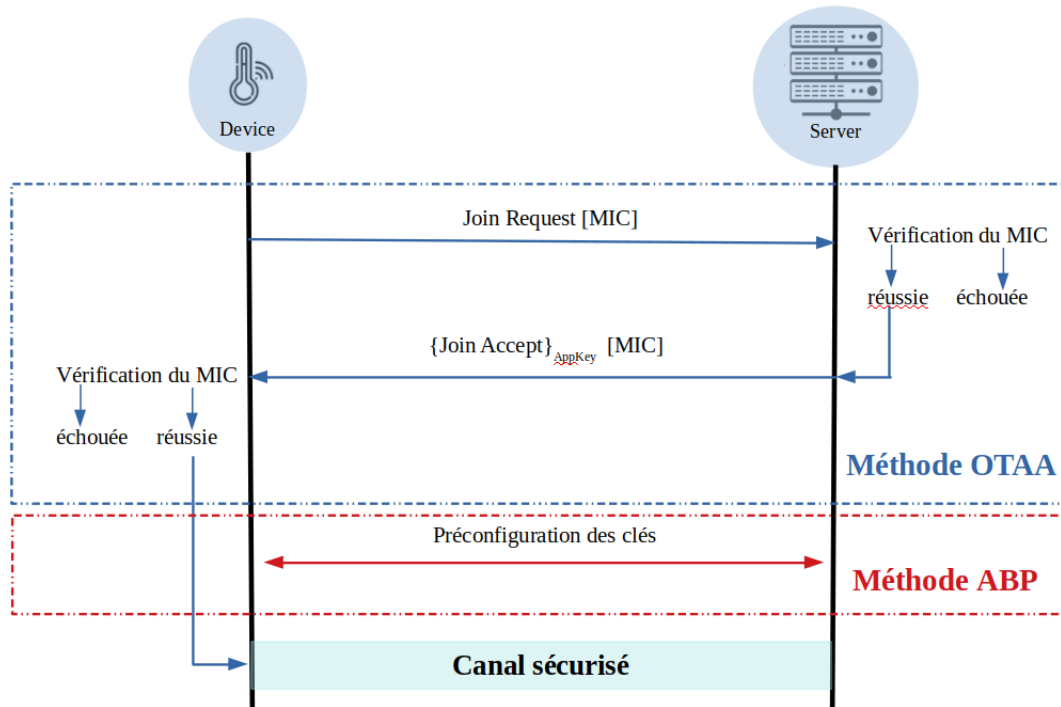 Device
Server
Join Request [MIC]
Vérification du MIC
réussie
échouée
{Join Accept}AppKey [MIC]
Vérification du MIC
échouée
réussie
Méthode OTAA
Préconfiguration des clés
Méthode ABP
Canal sécurisé